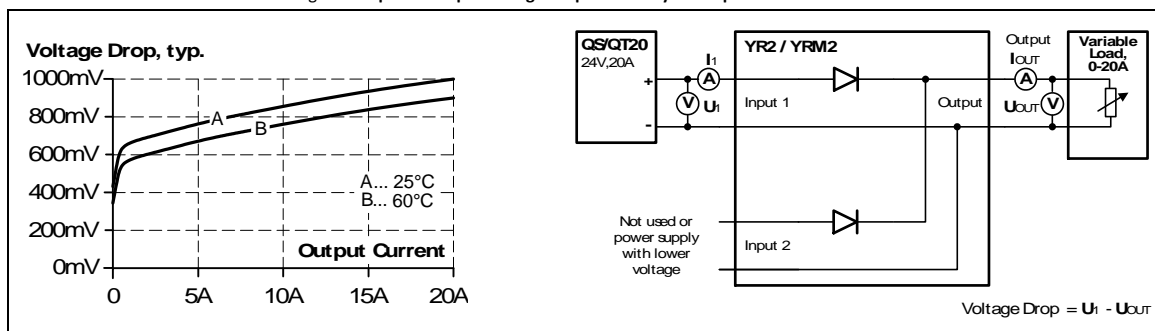 Voltage Drop, typ.
1000mV
800mV
600mV
400mV
200mV
0mV
A
B
A... 25°C
B... 60°C
Output Current
0
5A
10A
15A
20A
QS/QT20
24V,20A
+
-
I1
A
V
U1
YR2 / YRM2
Input 1
Output
Input 2
Not used or
power supply
with lower
voltage
Output
IOUT
A
UOUT
V
Variable
Load,
0-20A
Voltage Drop = U1 - UOUT